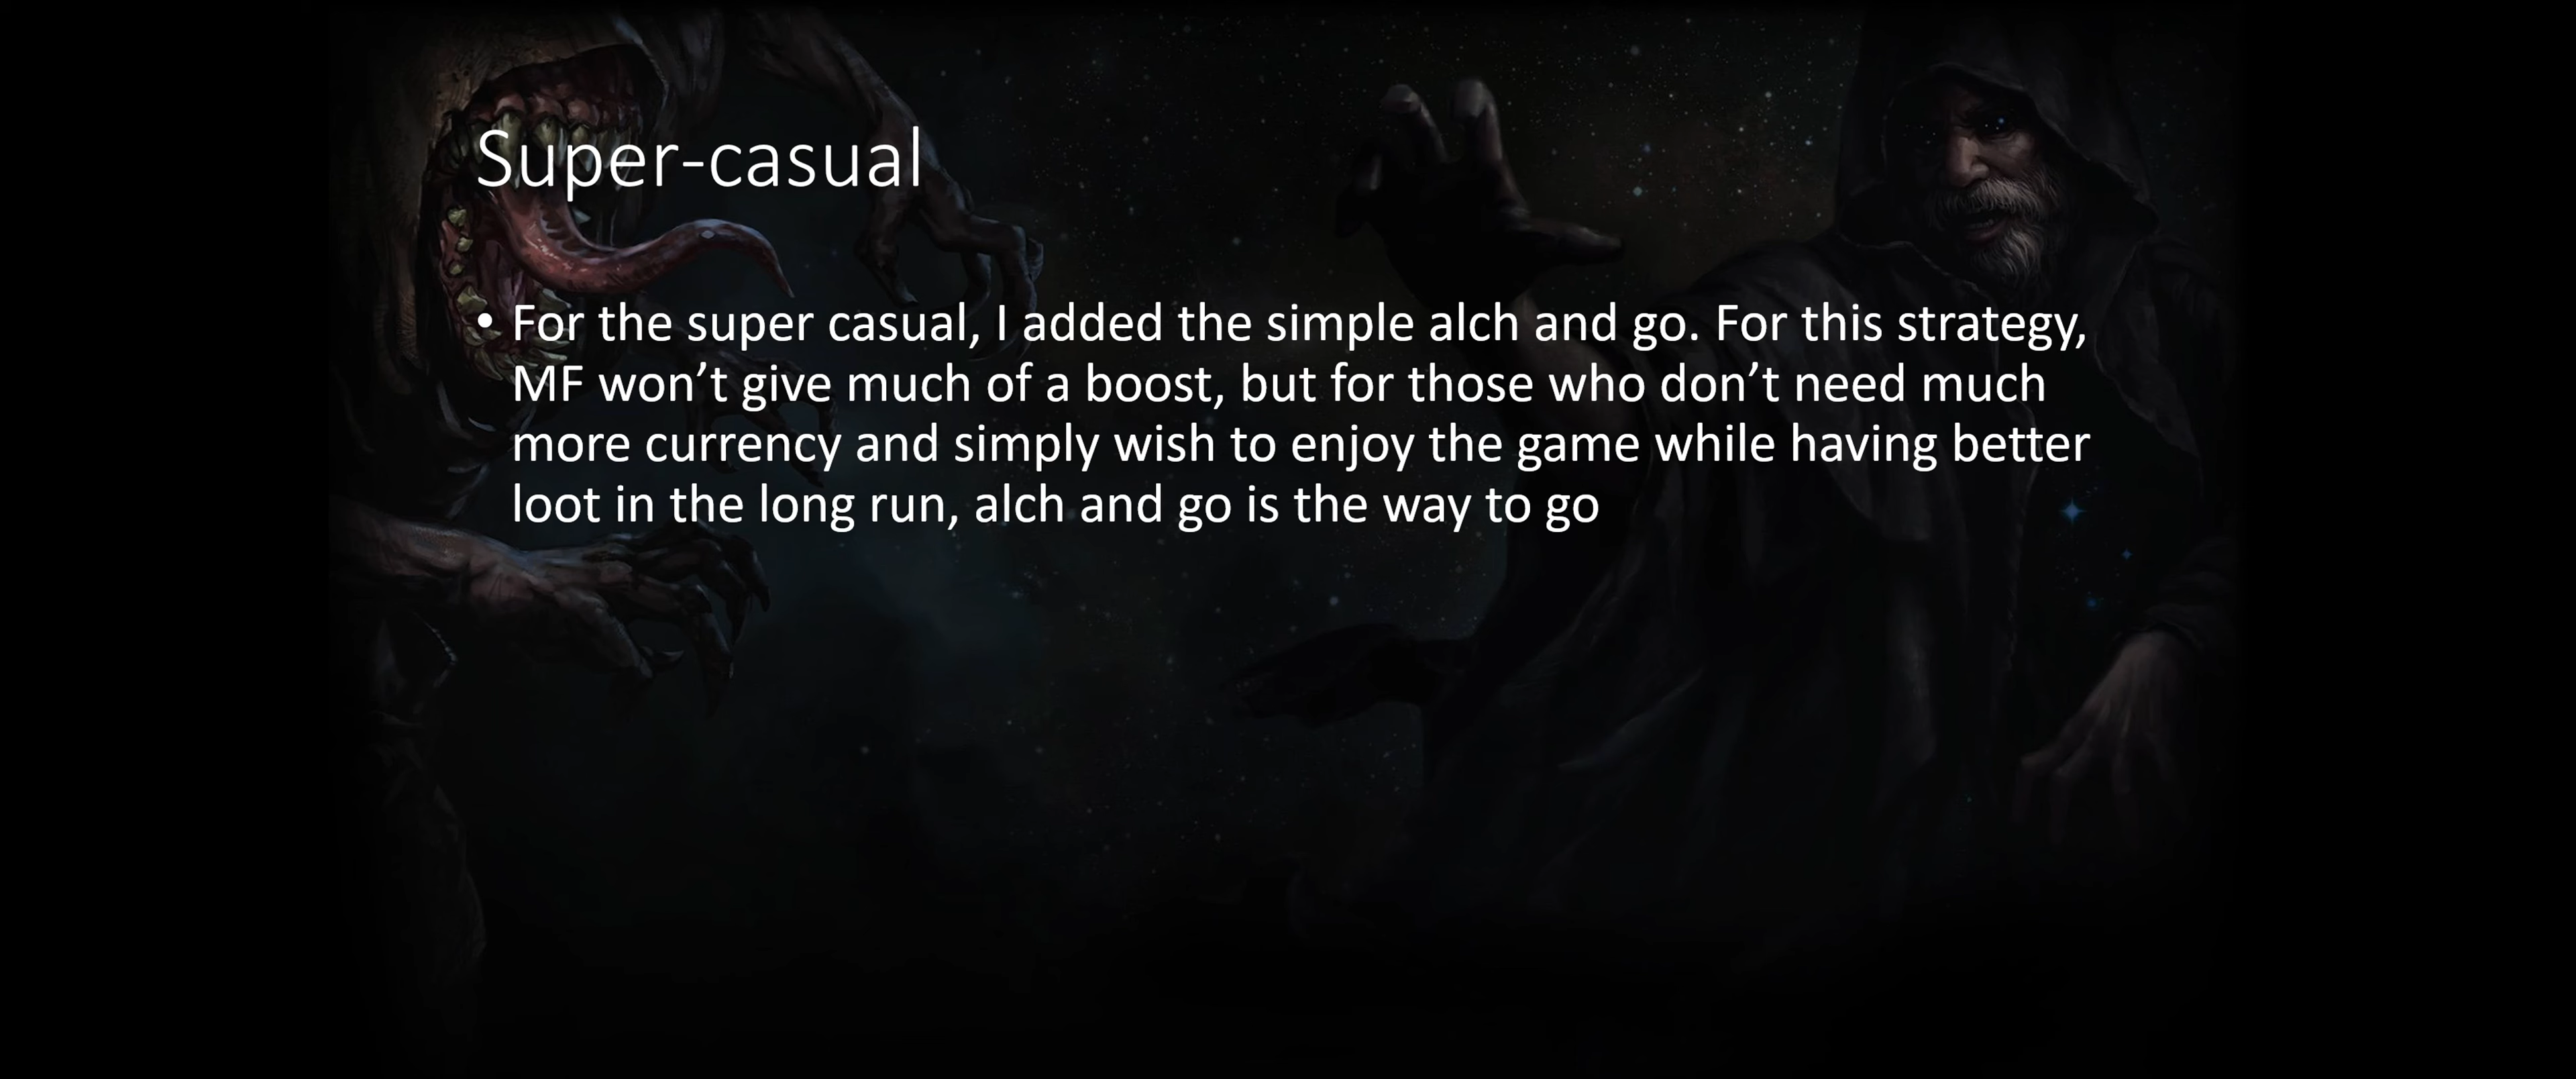 Super-casual
• For the super casual, I added the simple alch and go. For this strategy,
MF won’t give much of a boost, but for those who don’t need much
more currency and simply wish to enjoy the game while having better
loot in the long run, alch and go is the way to go